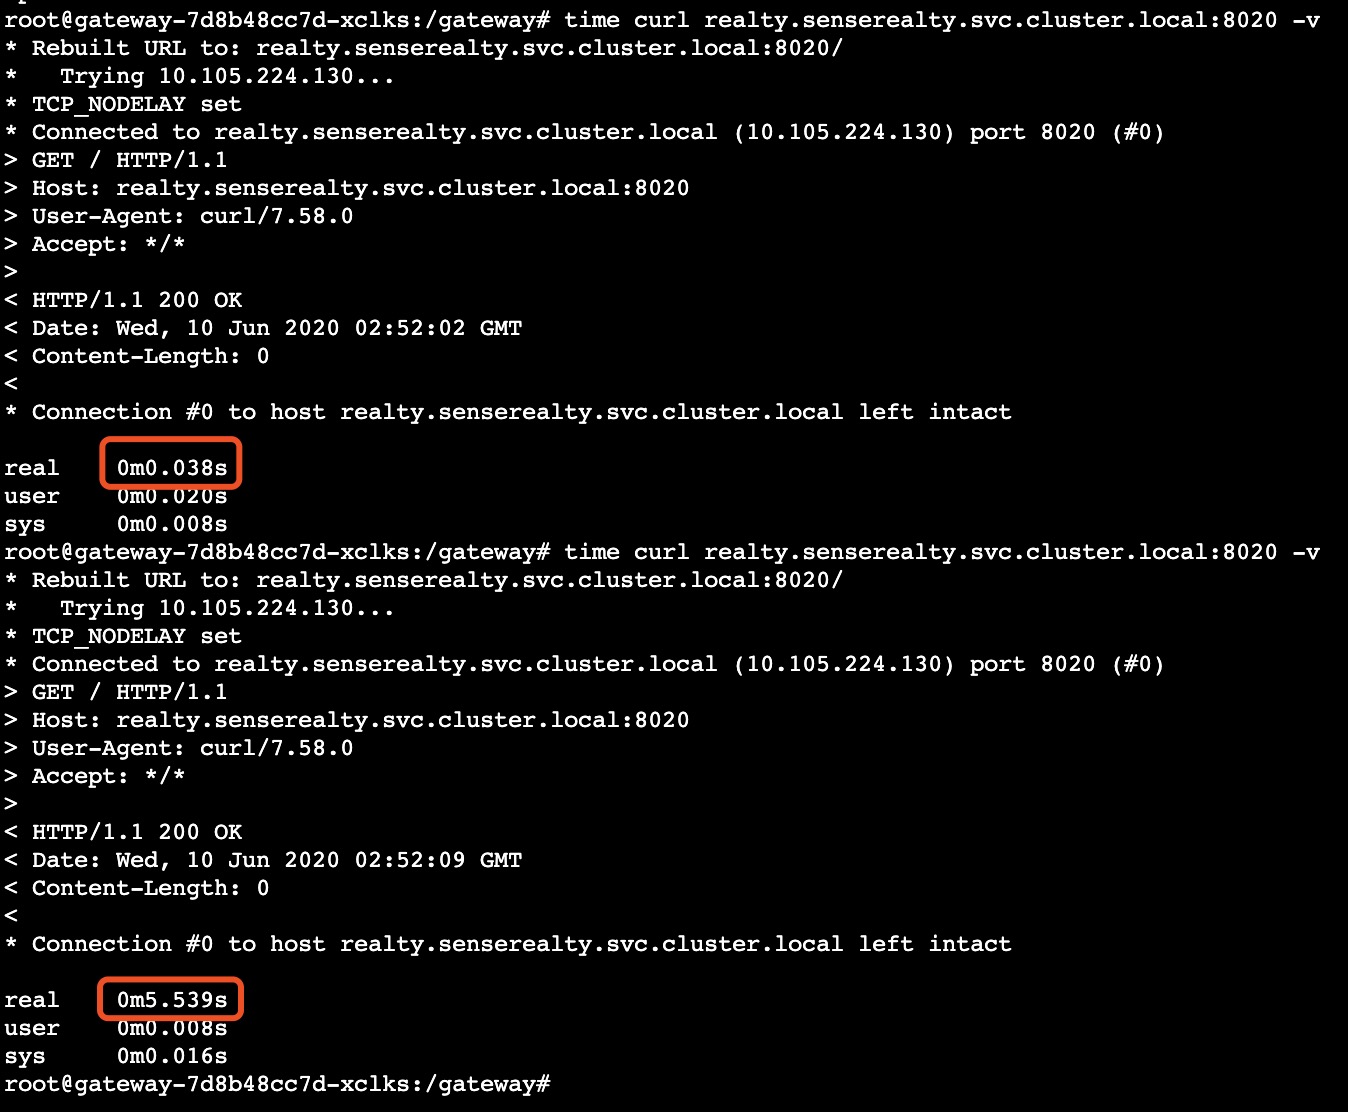 root@gateway-7d8b48cc7d-xclks:/gateway# time curl realty.senserealty.svc.cluster.local:8020 -v
* Rebuilt URL to: realty.senserealty.svc.cluster.local:8020/
*   Trying 10.105.224.130...
* TCP_NODELAY set
* Connected to realty.senserealty.svc.cluster.local (10.105.224.130) port 8020 (#0)
> GET / HTTP/1.1
> Host: realty.senserealty.svc.cluster.local:8020
> User-Agent: curl/7.58.0
> Accept: */*
>
< HTTP/1.1 200 OK
< Date: Wed, 10 Jun 2020 02:52:02 GMT
< Content-Length: 0
<
* Connection #0 to host realty.senserealty.svc.cluster.local left intact
real	0m0.038s
user	0m0.020s
sys	0m0.008s
root@gateway-7d8b48cc7d-xclks:/gateway# time curl realty.senserealty.svc.cluster.local:8020 -v
* Rebuilt URL to: realty.senserealty.svc.cluster.local:8020/
*   Trying 10.105.224.130...
* TCP_NODELAY set
* Connected to realty.senserealty.svc.cluster.local (10.105.224.130) port 8020 (#0)
> GET / HTTP/1.1
> Host: realty.senserealty.svc.cluster.local:8020
> User-Agent: curl/7.58.0
> Accept: */*
>
< HTTP/1.1 200 OK
< Date: Wed, 10 Jun 2020 02:52:09 GMT
< Content-Length: 0
<
* Connection #0 to host realty.senserealty.svc.cluster.local left intact
real	0m5.539s
user	0m0.008s
sys	0m0.016s
root@gateway-7d8b48cc7d-xclks:/gateway#